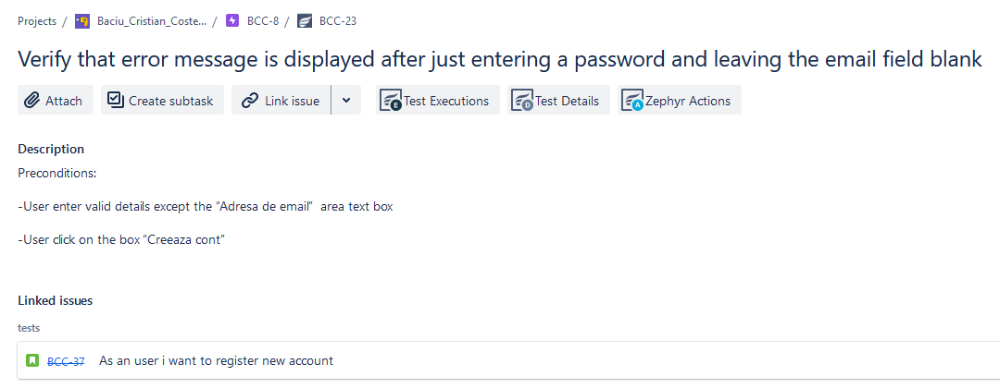 Projects / Baciu_Cristian_Coste... / BCC-8 / BCC-23
Verify that error message is displayed after just entering a password and leaving the email field blank
Attach Create subtask Link issue Test Executions Test Details Zephyr Actions
Description
Preconditions:
-User enter valid details except the “Adresa de email” area text box
-User click on the box “Creeaza cont”
Linked issues
tests
BCC-37 As an user i want to register new account